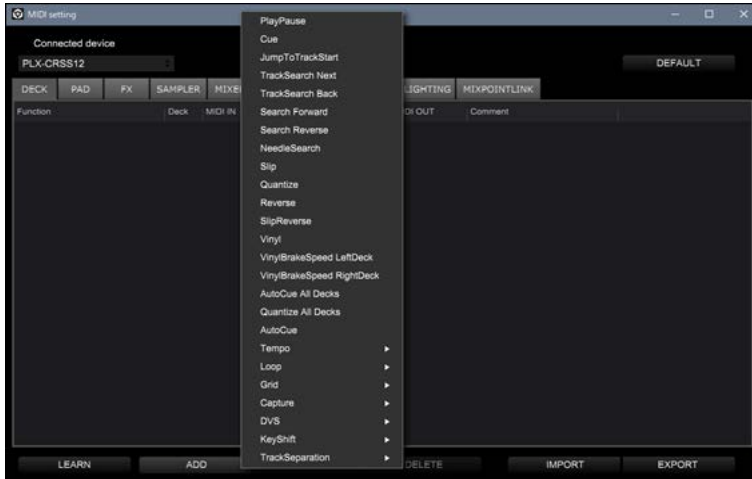 MIDI setting
Connected device
PLX-CRSS12
DEFAULT
DECK PAD FX SAMPLER LIGHTING MIXPOINTLINK
Function Deck MIDI IN Comment
PlayPause
Cue
JumpToTrackStart
TrackSearch Next
TrackSearch Back
Search Forward
Search Reverse
NeedleSearch
Slip
Quantize
Reverse
SlipReverse
Vinyl
VinylBrakeSpeed LeftDeck
VinylBrakeSpeed RightDeck
AutoCue All Decks
Quantize All Decks
AutoCue
Tempo
Loop
Grid
Capture
DVS
KeyShift
TrackSeparation
LEARN ADD DELETE IMPORT EXPORT